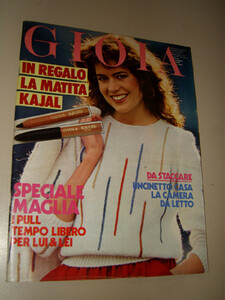 GIOIA
IN REGALO
LA MATITA
KAJAL
DA STACCARE
UNCINETTO CASA
LA CAMERA
DA LETTO
SPECIALE
MAGLIA
I PULL
TEMPO LIBERO
PER LUI & LEI